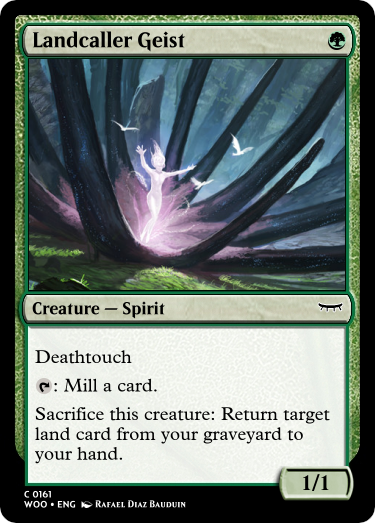 Landcaller Geist
Creature — Spirit
Deathtouch
: Mill a card.
Sacrifice this creature: Return target
land card from your graveyard to
your hand.
1/1
C 0161
WOO • ENG Rafael Diaz Bauduin